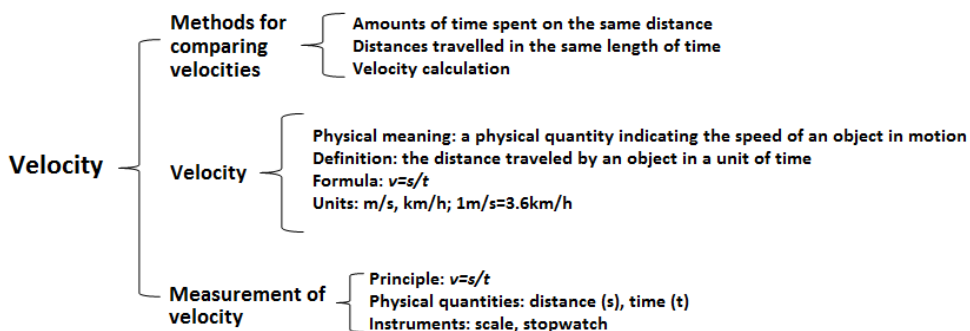 Velocity
Methods for
comparing
velocities
Amounts of time spent on the same distance
Distances travelled in the same length of time
Velocity calculation
Velocity
Physical meaning: a physical quantity indicating the speed of an object in motion
Definition: the distance traveled by an object in a unit of time
Formula: v=s/t
Units: m/s, km/h; 1m/s=3.6km/h
Measurement of
velocity
Principle: v=s/t
Physical quantities: distance (s), time (t)
Instruments: scale, stopwatch